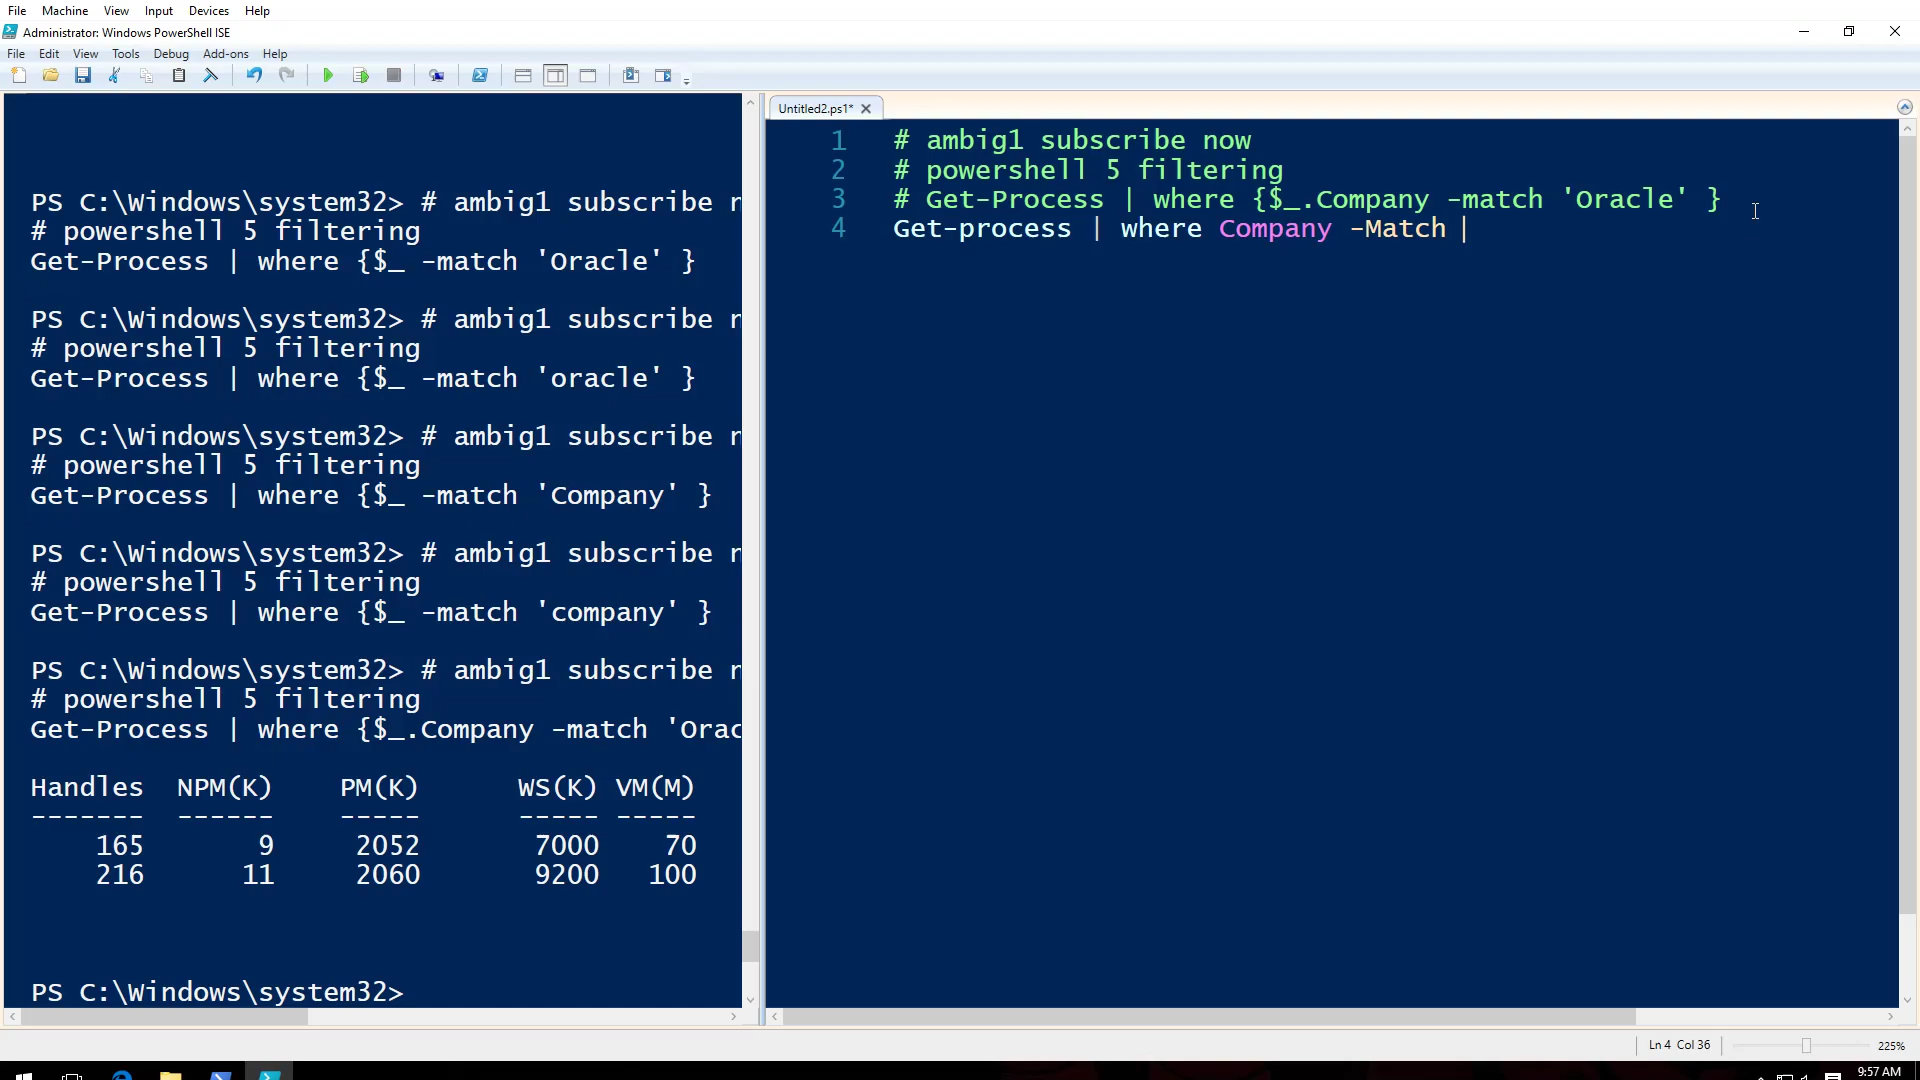 File Machine View Input Devices Help
Administrator: Windows PowerShell ISE
File Edit View Tools Debug Add-ons Help
PS C:\Windows\system32> # ambig1 subscribe
# powershell 5 filtering
Get-Process | where {$_ -match 'Oracle' }
PS C:\Windows\system32> # ambig1 subscribe
# powershell 5 filtering
Get-Process | where {$_ -match 'oracle' }
PS C:\Windows\system32> # ambig1 subscribe
# powershell 5 filtering
Get-Process | where {$_ -match 'Company' }
PS C:\Windows\system32> # ambig1 subscribe
# powershell 5 filtering
Get-Process | where {$_ -match 'company' }
PS C:\Windows\system32> # ambig1 subscribe
# powershell 5 filtering
Get-Process | where {$_.Company -match 'Orac
Handles NPM(K) PM(K) WS(K) VM(M)
------- ------ ----- ----- -----
165 9 2052 7000 70
216 11 2060 9200 100
PS C:\Windows\system32>
Untitled2.ps1*
1 # ambig1 subscribe now
2 # powershell 5 filtering
3 # Get-Process | where {$_.Company -match 'Oracle' }
4 Get-process | where Company -Match
Ln 4 Col 36
225%
9:57 AM